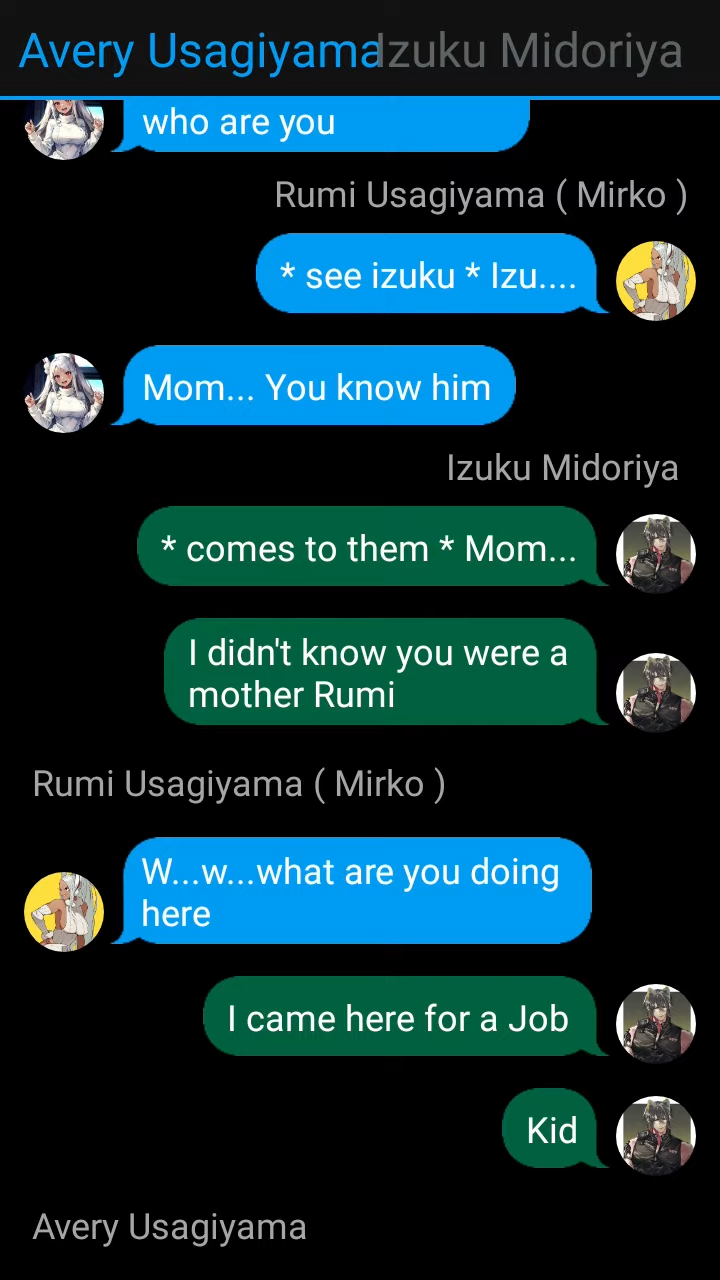 Avery Usagiyama Izuku Midoriya
who are you
Rumi Usagiyama ( Mirko )
* see izuku * Izu....
Mom... You know him
Izuku Midoriya
* comes to them * Mom...
I didn't know you were a
mother Rumi
Rumi Usagiyama ( Mirko )
W...w...what are you doing
here
I came here for a Job
Kid
Avery Usagiyama